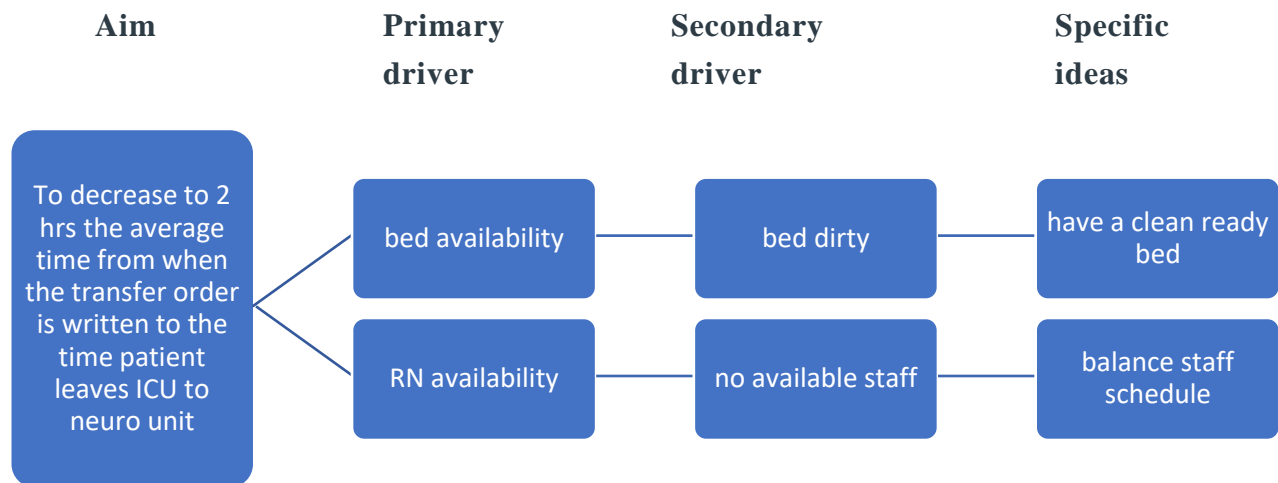 Aim
Primary
driver
Secondary
driver
Specific
ideas
To decrease to 2
hrs the average
time from when
the transfer order
is written to the
time patient
leaves ICU to
neuro unit
bed availability
bed dirty
have a clean ready
bed
RN availability
no available staff
balance staff
schedule